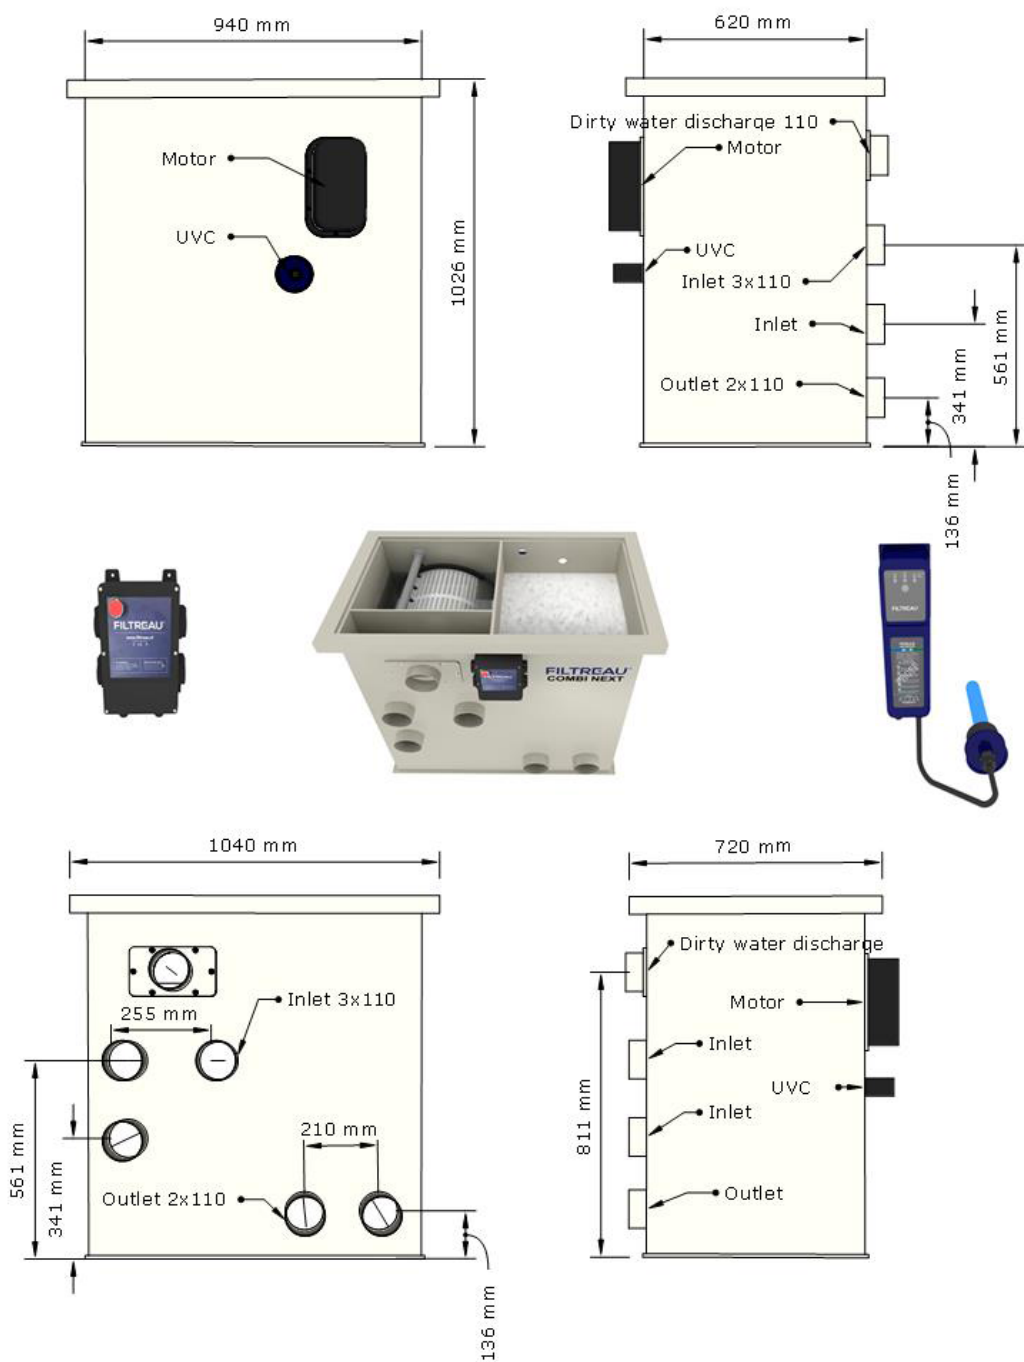 940 mm
620 mm
Dirty water discharge 110
Motor
Motor
UVC
UVC
Inlet 3x110
1026 mm
Inlet
561 mm
Outlet 2x110
341 mm
136 mm
FILTREAU
FILTREAU
COMBI NEXT
FILTREAU
1040 mm
720 mm
Dirty water discharge
Inlet 3x110
Motor
255 mm
Inlet
UVC
811 mm
Inlet
210 mm
561 mm
341 mm
Outlet 2x110
Outlet
136 mm